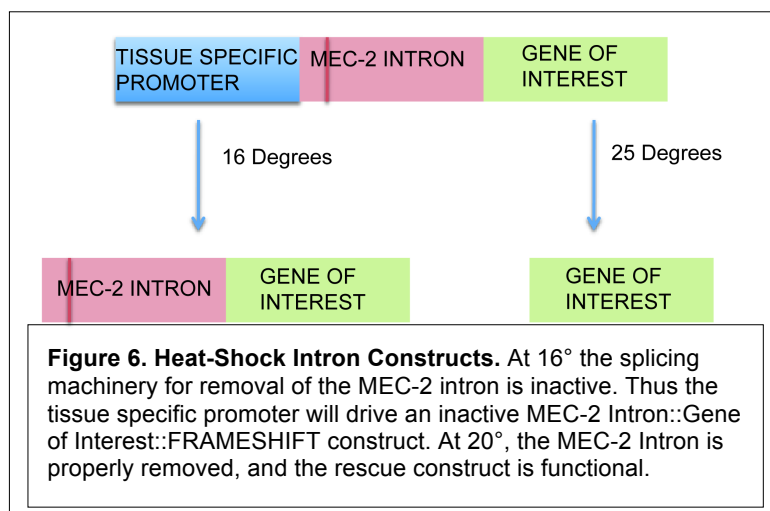 TISSUE SPECIFIC
PROMOTER
MEC-2 INTRON
GENE OF
INTEREST
16 Degrees
25 Degrees
MEC-2 INTRON
GENE OF
INTEREST
GENE OF
INTEREST
Figure 6. Heat-Shock Intron Constructs. At 16° the splicing
machinery for removal of the MEC-2 intron is inactive. Thus the
tissue specific promoter will drive an inactive MEC-2 Intron::Gene
of Interest::FRAMESHIFT construct. At 20°, the MEC-2 Intron is
properly removed, and the rescue construct is functional.